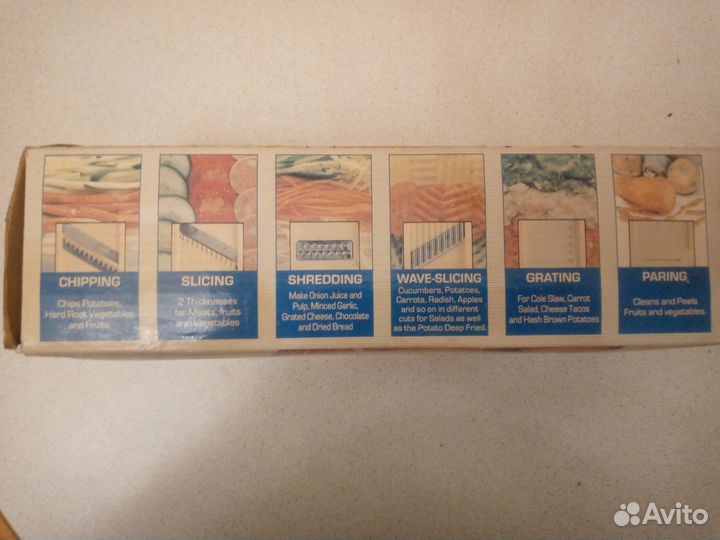 CHIPPING
Chips Potatoes,
Hard Root Vegetables
and Fruits
SLICING
2 Thicknesses
for Meats, fruits
and Vegetables
SHREDDING
Make Onion Juice and
Pulp, Minced Garlic,
Grated Cheese, Chocolate
and Dried Bread
WAVE-SLICING
Cucumbers, Potatoes,
Carrots, Radish, Apples
and so on in different
cuts for Salads as well
as the Potato Deep Fried
GRATING
For Cole Slaw, Carrot
Salad, Cheese Tacos
and Hash Brown Potatoes
PARING
Cleans and Peels
Fruits and vegetables.
Avito